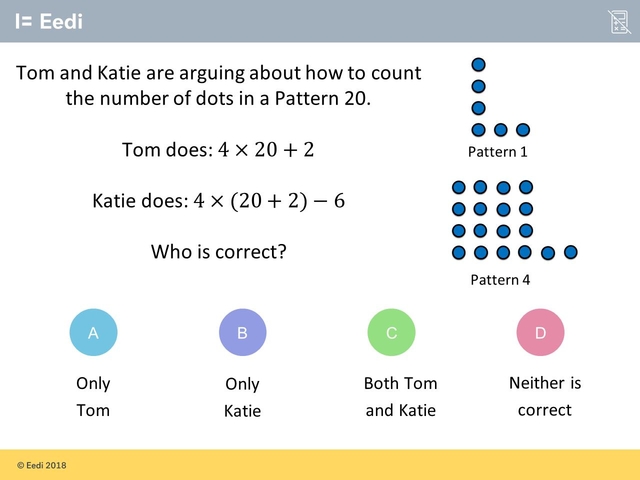 Eedi
Tom and Katie are arguing about how to count
the number of dots in a Pattern 20.
Tom does: 4 × 20 + 2
Katie does: 4 × (20 + 2) − 6
Who is correct?
Pattern 1
Pattern 4
A
Only
Tom
B
Only
Katie
C
Both Tom
and Katie
D
Neither is
correct
© Eedi 2018